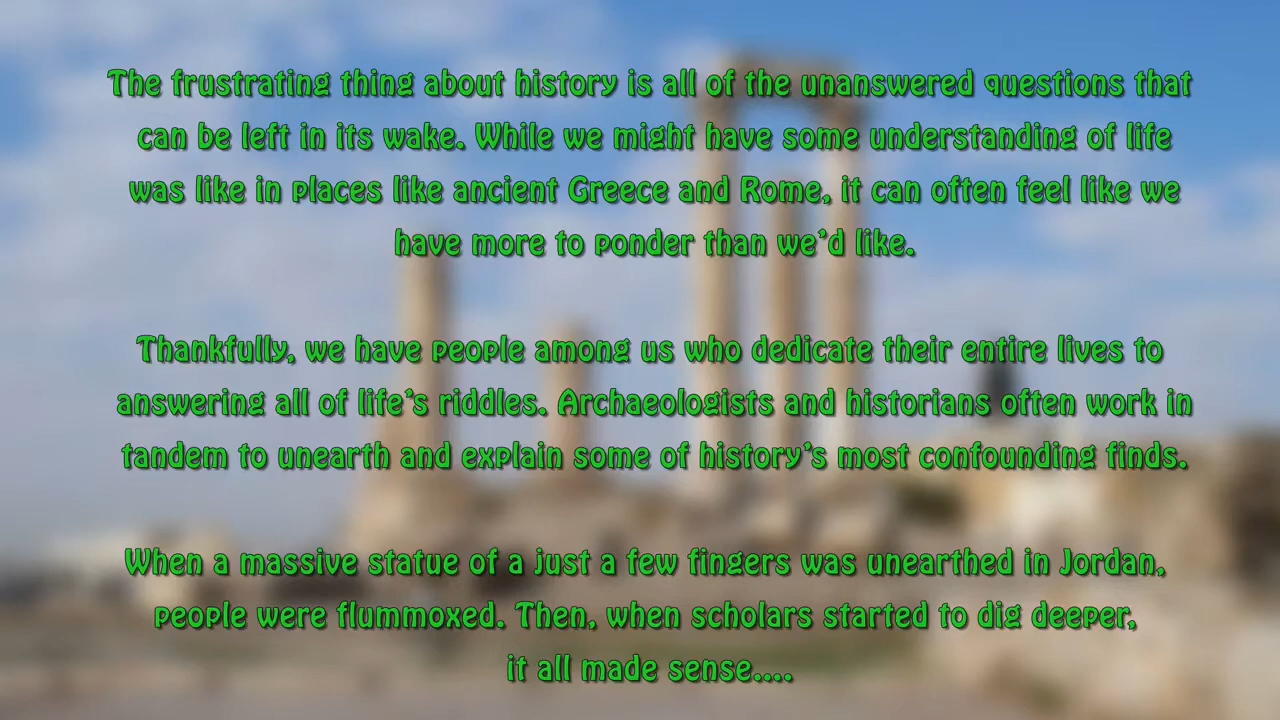 The frustrating thing about history is all of the unanswered questions that
can be left in its wake. While we might have some understanding of life
was like in places like ancient Greece and Rome, it can often feel like we
have more to ponder than we’d like.
Thankfully, we have people among us who dedicate their entire lives to
answering all of life’s riddles. Archaeologists and historians often work in
tandem to unearth and explain some of history’s most confounding finds.
When a massive statue of a just a few fingers was unearthed in Jordan,
people were flummoxed. Then, when scholars started to dig deeper,
it all made sense....